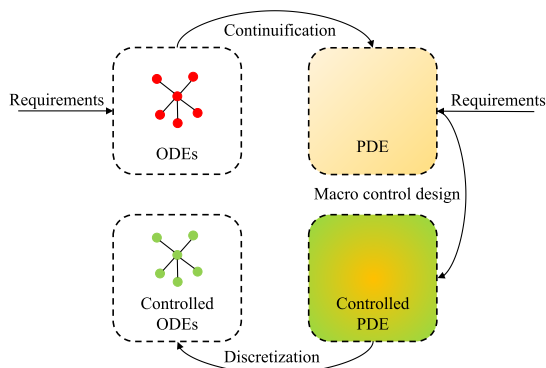 Continuification
Requirements
Requirements
ODEs
PDE
Macro control design
Controlled
ODEs
Controlled
PDE
Discretization